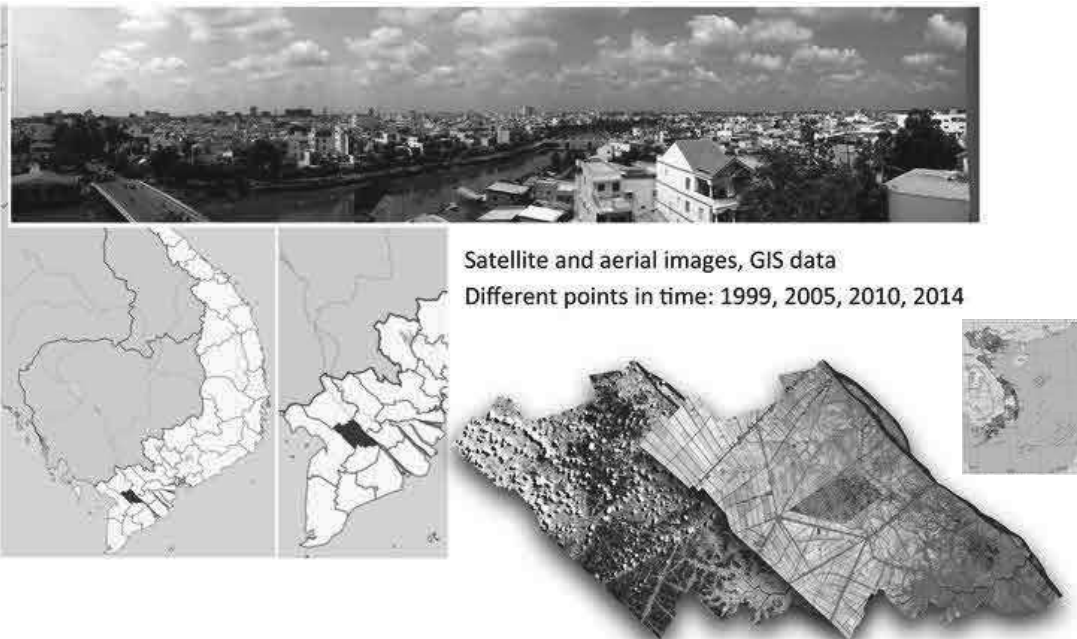 Satellite and aerial images, GIS data
Different points in time: 1999, 2005, 2010, 2014